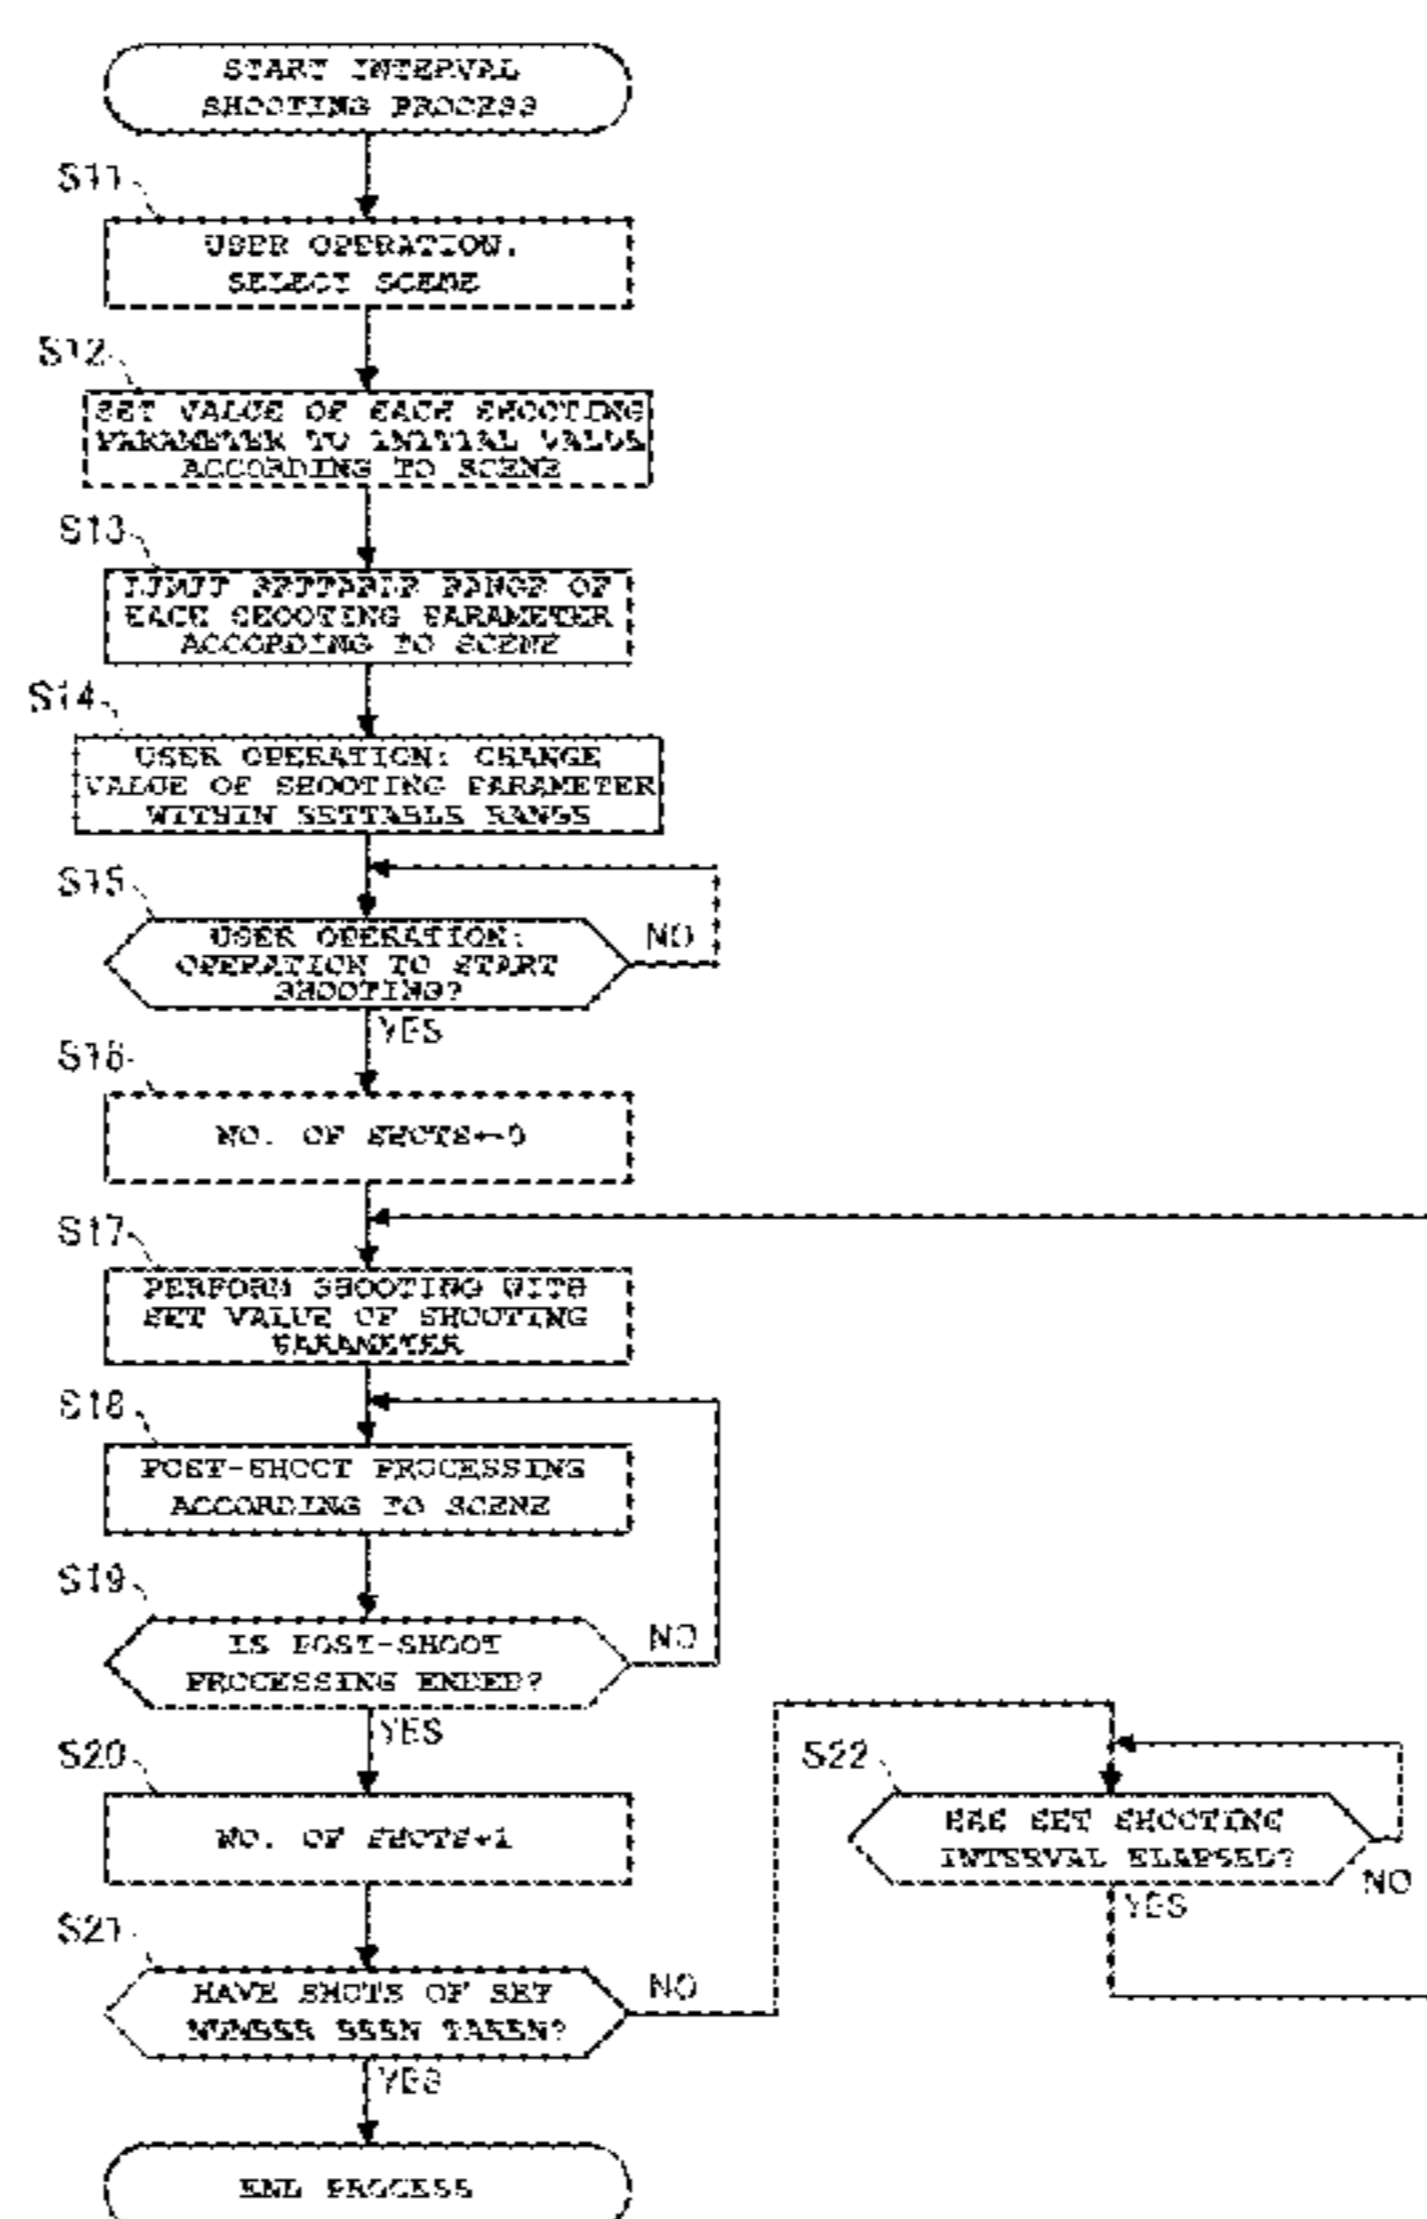 START INTERVAL
SHOOTING PROCESS
S11
USER OPERATION:
SELECT SCENE
S12
SET VALUE OF EACH SHOOTING
PARAMETER TO INITIAL VALUE
ACCORDING TO SCENE
S13
LIMIT SETTABLE RANGE OF
EACH SHOOTING PARAMETER
ACCORDING TO SCENE
S14
USER OPERATION: CHANGE
VALUE OF SHOOTING PARAMETER
WITHIN SETTABLE RANGE
S15
USER OPERATION:
OPERATION TO START
SHOOTING?
NO
YES
S16
NO. OF SHOTS←0
S17
PERFORM SHOOTING WITH
SET VALUE OF SHOOTING
PARAMETER
S18
POST-SHOOT PROCESSING
ACCORDING TO SCENE
S19
IS POST-SHOOT
PROCESSING ENDED?
NO
YES
S20
NO. OF SHOTS+1
S21
HAVE SHOTS OF SET
NUMBER BEEN TAKEN?
NO
YES
S22
HAS SET SHOOTING
INTERVAL ELAPSED?
NO
YES
END PROCESS